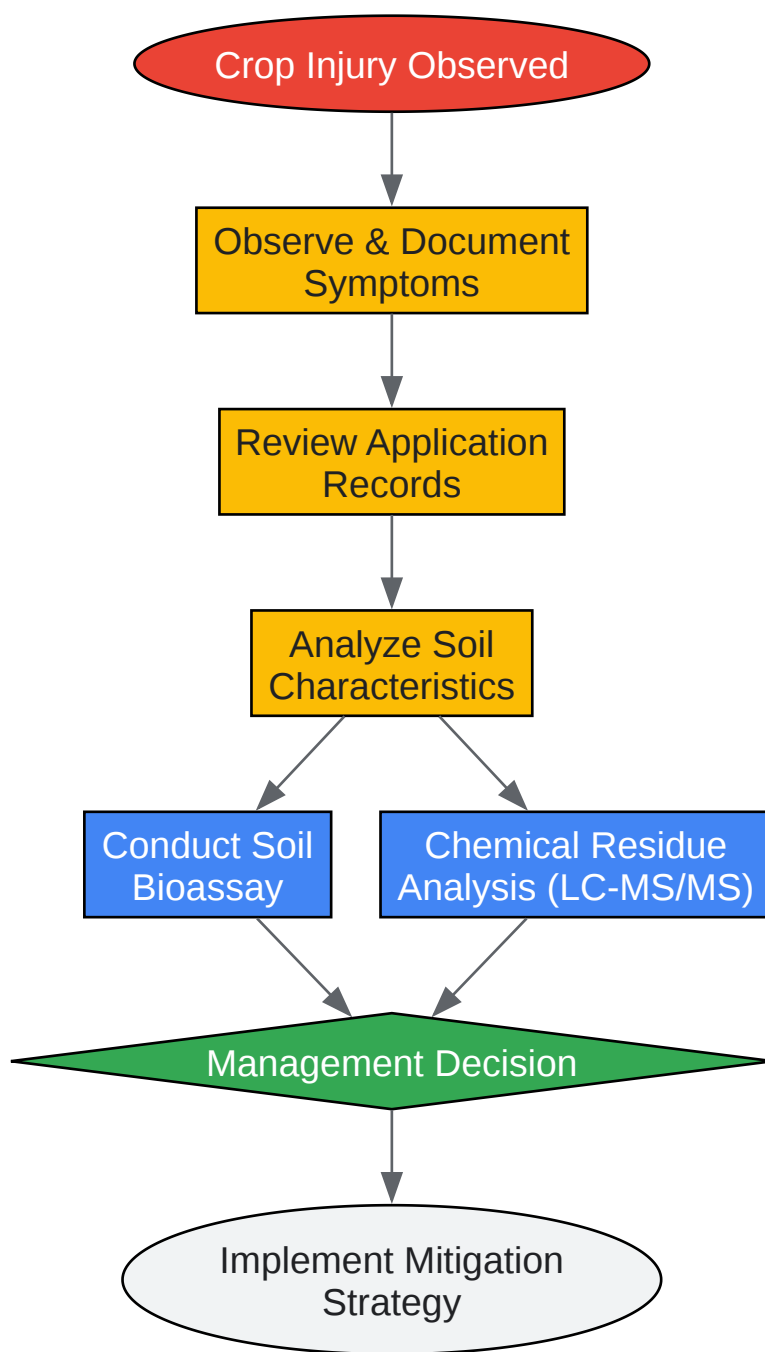 Crop Injury Observed
Observe & Document
Symptoms
Review Application
Records
Analyze Soil
Characteristics
Conduct Soil
Bioassay
Chemical Residue
Analysis (LC-MS/MS)
Management Decision
Implement Mitigation
Strategy